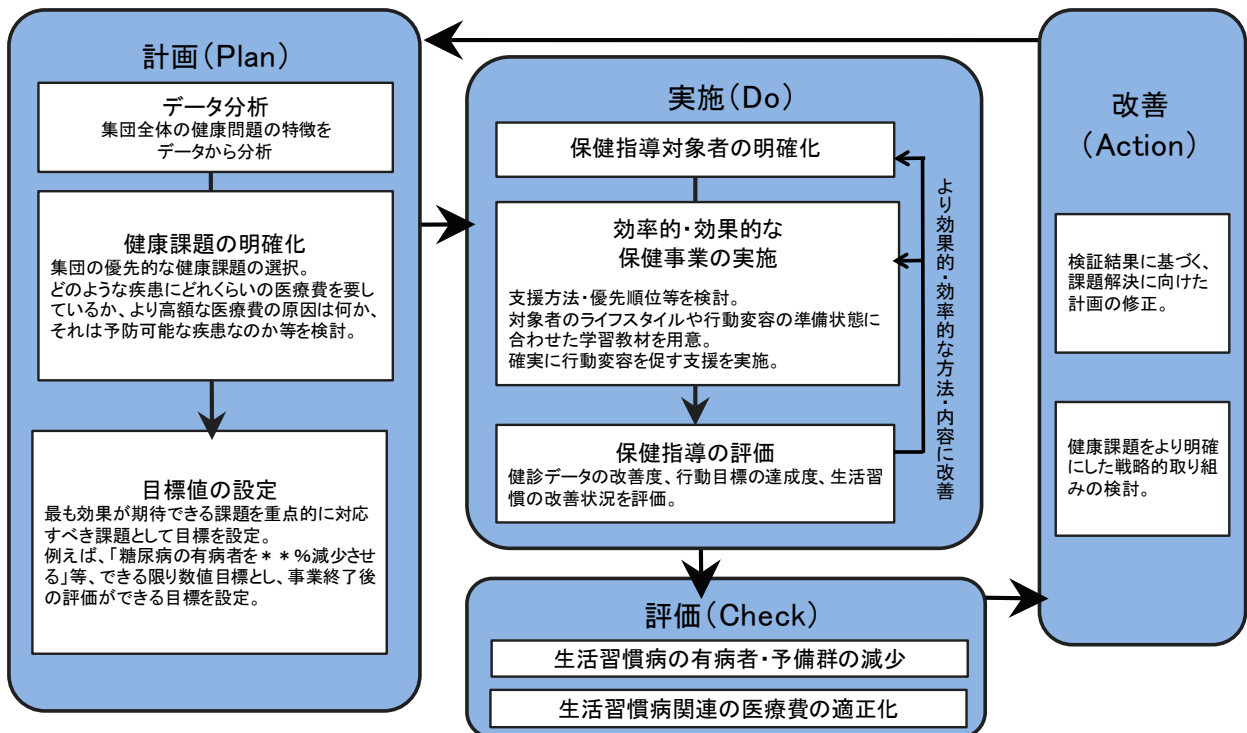 計画（Plan）
データ分析
集団全体の健康問題の特徴を
データから分析
健康課題の明確化
集団の優先的な健康課題の選択。
どのような疾患にどれくらいの医療費を要し
ているか、より高額な医療費の原因は何か、
それは予防可能な疾患なのか等を検討。
目標値の設定
最も効果が期待できる課題を重点的に対応
すべき課題として目標を設定。
例えば、「糖尿病の有病者を＊＊％減少させ
る」等、できる限り数値目標とし、事業終了後
の評価ができる目標を設定。
実施（Do）
保健指導対象者の明確化
効率的・効果的な
保健事業の実施
支援方法・優先順位等を検討。
対象者のライフスタイルや行動変容の準備状態に
合わせた学習教材を用意。
確実に行動変容を促す支援を実施。
保健指導の評価
健診データの改善度、行動目標の達成度、生活習
慣の改善状況を評価。
より効果的・効率的な方法・内容に改善
評価（Check）
生活習慣病の有病者・予備群の減少
生活習慣病関連の医療費の適正化
改善
（Action）
検証結果に基づく、
課題解決に向けた
計画の修正。
健康課題をより明確
にした戦略的取り組
みの検討。